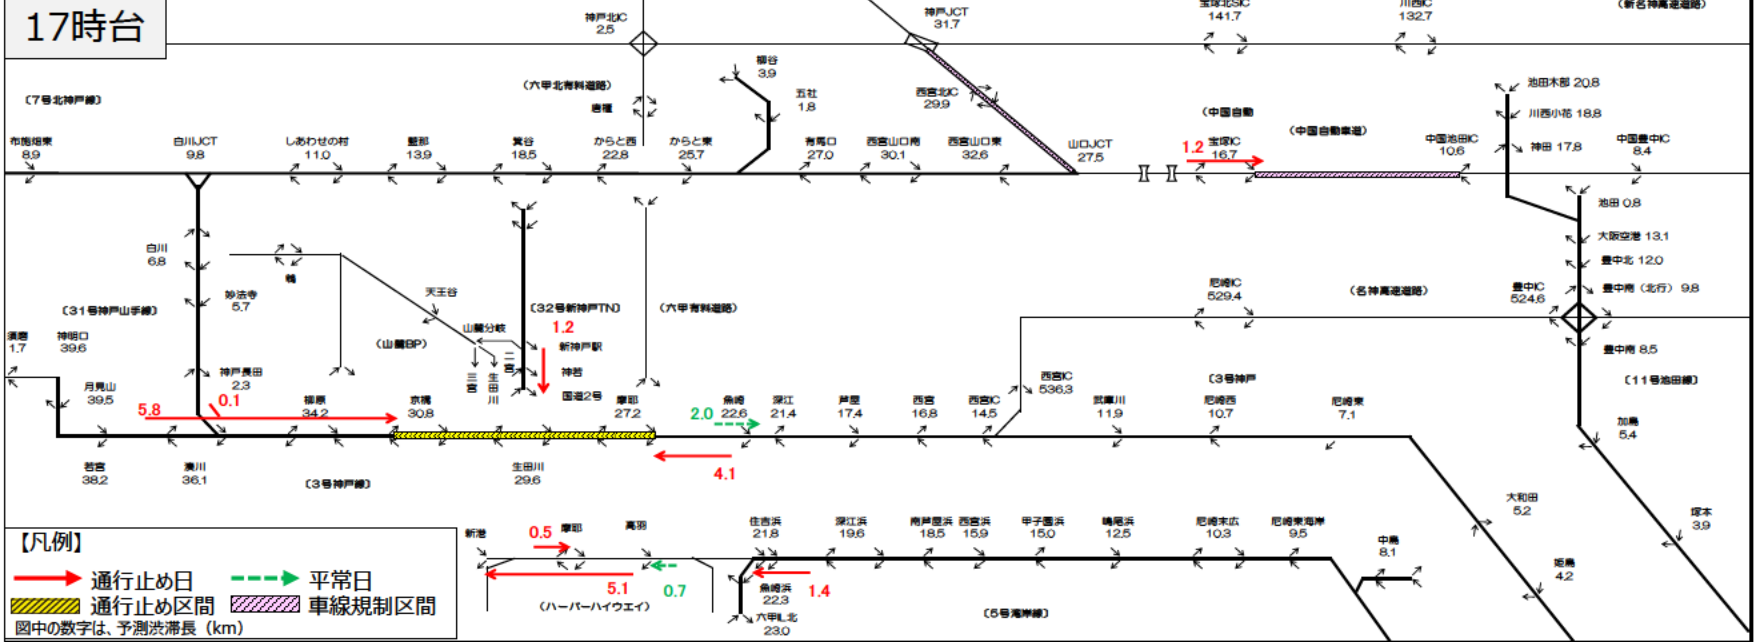 17時台
神戸北IC
2.5
神戸JCT
31.7
宝塚北SIC
141.7
川西IC
132.7
(新名神高速道路)
〔7号北神戸線〕
(六甲北有料道路)
唐櫃
柳谷
3.9
五社
1.8
西宮北IC
29.9
(中国自動
(中国自動車道)
池田木部 20.8
川西小花 18.8
神田 17.8
布施畑東
8.9
白川JCT
9.8
しあわせの村
11.0
藍那
13.9
箕谷
18.5
からと西
22.8
からと東
25.7
有馬口
27.0
西宮山口南
30.1
西宮山口東
32.6
山口JCT
27.5
1.2
宝塚IC
16.7
中国池田IC
10.6
中国豊中IC
8.4
池田 0.8
大阪空港 13.1
豊中北 12.0
豊中南(北行) 9.8
豊中IC
524.6
豊中南 8.5
〔11号池田線〕
白川
6.8
妙法寺
5.7
〔31号神戸山手線〕
鵯
天王谷
〔32号新神戸TN〕
(六甲有料道路)
尼崎IC
529.4
(名神高速道路)
須磨
1.7
神明口
39.6
(山麓BP)
山麓分岐
1.2
新神戸駅
二宮
神若
三宮
生田川
国道2号
月見山
39.5
神戸長田
2.3
5.8
0.1
柳原
34.2
京橋
30.8
摩耶
27.2
2.0
魚崎
22.6
深江
21.4
芦屋
17.4
西宮
16.8
西宮IC
14.5
西宮IC
536.3
〔3号神戸
武庫川
11.9
尼崎西
10.7
尼崎東
7.1
加島
5.4
若宮
38.2
湊川
36.1
〔3号神戸線〕
生田川
29.6
4.1
大和田
5.2
塚本
3.9
姫島
4.2
新港
0.5
摩耶
高羽
住吉浜
21.8
深江浜
19.6
南芦屋浜
18.5
西宮浜
15.9
甲子園浜
15.0
鳴尾浜
12.5
尼崎末広
10.3
尼崎東海岸
9.5
中島
8.1
5.1
0.7
1.4
(ハーバーハイウエイ)
魚崎浜
22.3
六甲IL北
23.0
〔5号湾岸線〕
【凡例】
通行止め日
平常日
通行止め区間
車線規制区間
図中の数字は、予測渋滞長(km)